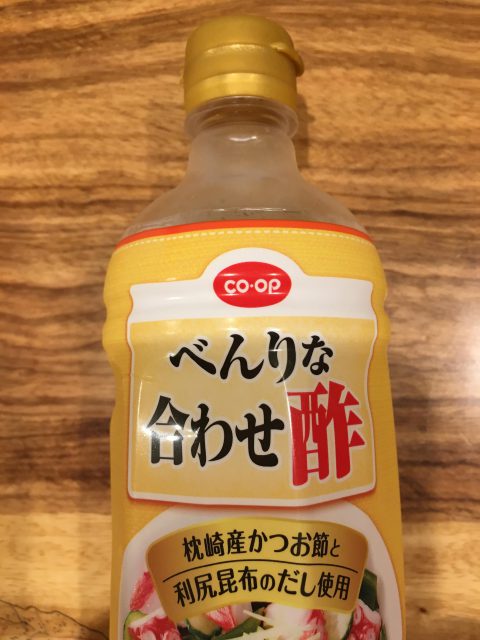 CO·OP
べんりな
合わせ酢
枕崎産かつお節と
利尻昆布のだし使用